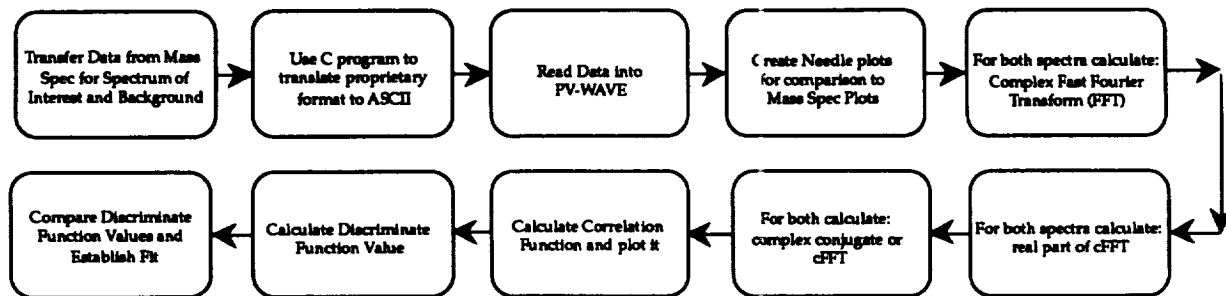 Transfer Data from Mass
Spec for Spectrum of
Interest and Background
Use C program to
translate proprietary
format to ASCII
Read Data into
PV-WAVE
Create Needle plots
for comparison to
Mass Spec Plots
For both spectra calculate:
Complex Fast Fourier
Transform (FFT)
For both spectra calculate:
real part of cFFT
For both calculate:
complex conjugate or
cFFT
Calculate Correlation
Function and plot it
Calculate Discriminate
Function Value
Compare Discriminate
Function Values and
Establish Fit